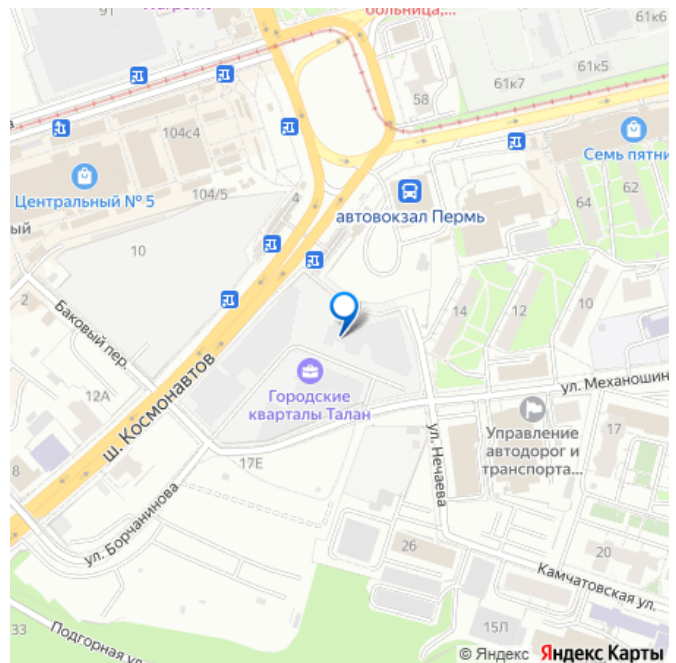 91
больница,...
61к6
61к5
61к7
58
104с4
Центральный № 5
104/5
4
Семь пятни
автовокзал Пермь
64
62
ый
10
2
Баковый пер.
14
12
10
Городские
кварталы Талан
ш. Космонавтов
12А
ул. Механошин
Управление
автодорог и
транспорта...
17
ул. Нечаева
8
17Е
ул. Борчанинова
26
20
Камчатовская ул.
33
Подгорная ул
15Л
© Яндекс Яндекс Карты